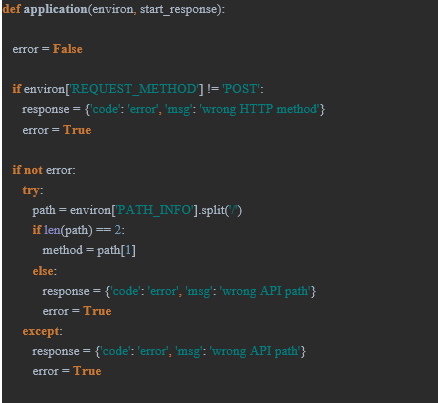 def application(environ, start_response):
error = False
if environ['REQUEST_METHOD'] != 'POST':
response = {'code': 'error', 'msg': 'wrong HTTP method'}
error = True
if not error:
try:
path = environ['PATH_INFO'].split('/')
if len(path) == 2:
method = path[1]
else:
response = {'code': 'error', 'msg': 'wrong API path'}
error = True
except:
response = {'code': 'error', 'msg': 'wrong API path'}
error = True